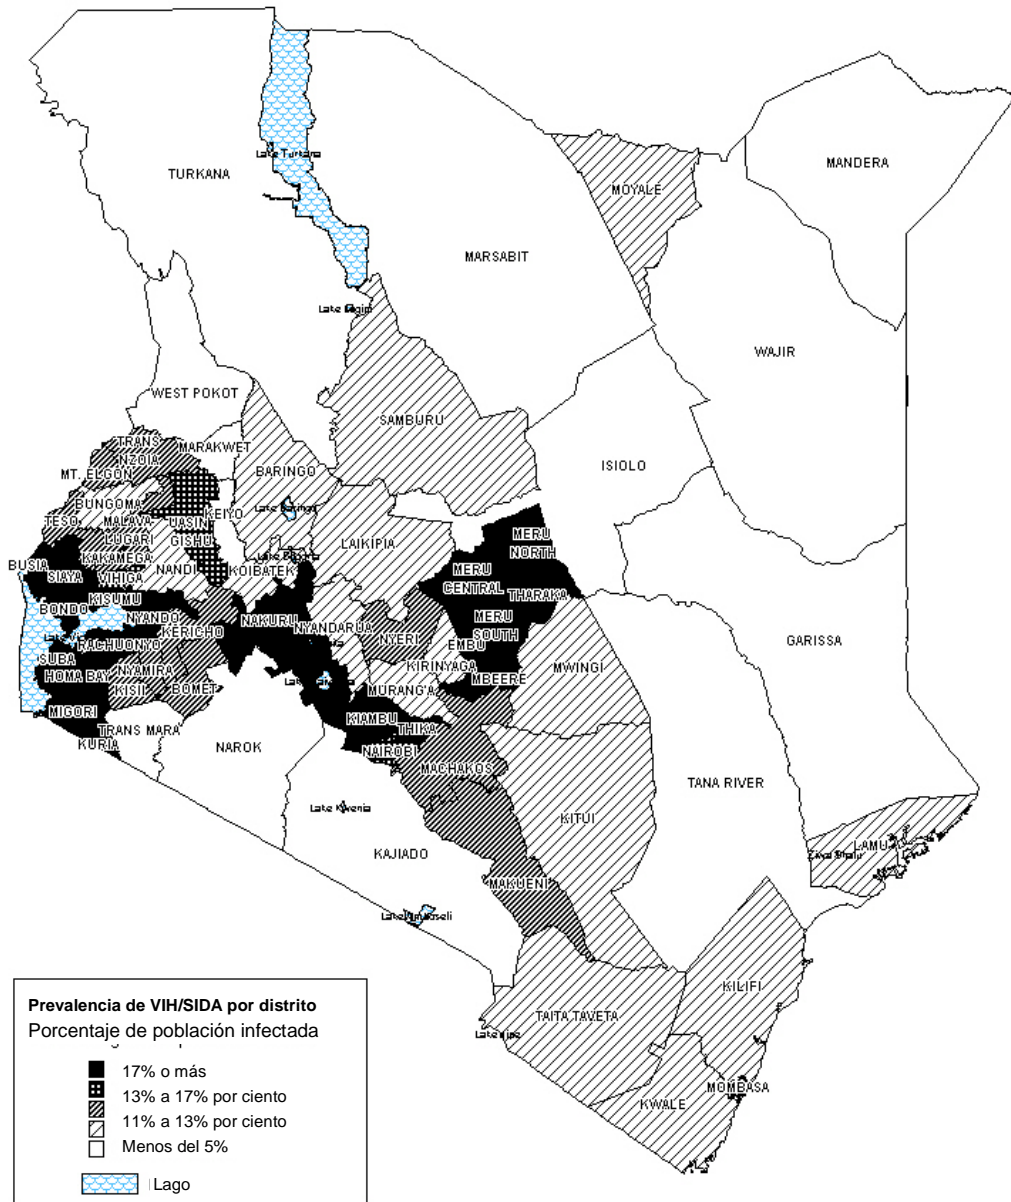 Lake Turkana
MANDERA
TURKANA
MOYALE
MARSABIT
WAJIR
WEST POKOT
SAMBURU
TRANS
NZOIA
MARAKWET
ISIOLO
MT. ELGON
BARINGO
BUNGOMA
KEIYO
Lake Baringo
TESO
MALAVA
UASIN
GISHU
LUGARI
LAIKIPIA
MERU
NORTH
KAKAMEGA
BUSIA
SIAYA
VIHIGA
NANDI
KOIBATEK
MERU
CENTRAL
THARAKA
KISUMU
BONDO
NYANDO
NAKURU
NYANDARUA
MERU
SOUTH
KERICHO
NYERI
EMBU
GARISSA
RACHUONYO
SUBA
KIRINYAGA
MWINGI
HOMA BAY
NYAMIRA
MBEERE
KISII
BOMET
MURANG'A
MIGORI
KIAMBU
THIKA
TRANS MARA
KURIA
NAROK
NAIROBI
MACHAKOS
TANA RIVER
KITUI
LAMU
KAJIADO
MAKUENI
KILIFI
TAITA TAVETA
MOMBASA
KWALE
Prevalencia de VIH/SIDA por distrito
Porcentaje de población infectada
17% o más
13% a 17% por ciento
11% a 13% por ciento
Menos del 5%
Lago